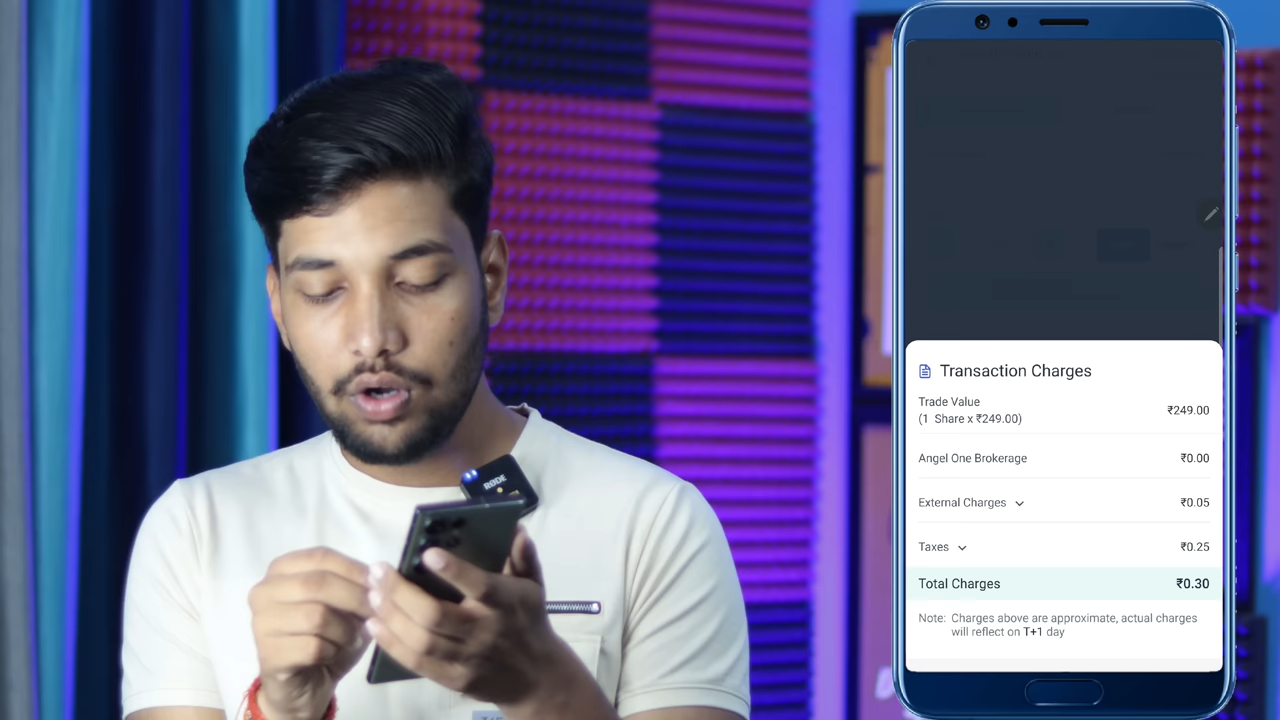 RODE
Transaction Charges
Trade Value
(1 Share x ₹249.00)
₹249.00
Angel One Brokerage
₹0.00
External Charges
₹0.05
Taxes
₹0.25
Total Charges
₹0.30
Note: Charges above are approximate, actual charges
will reflect on T+1 day